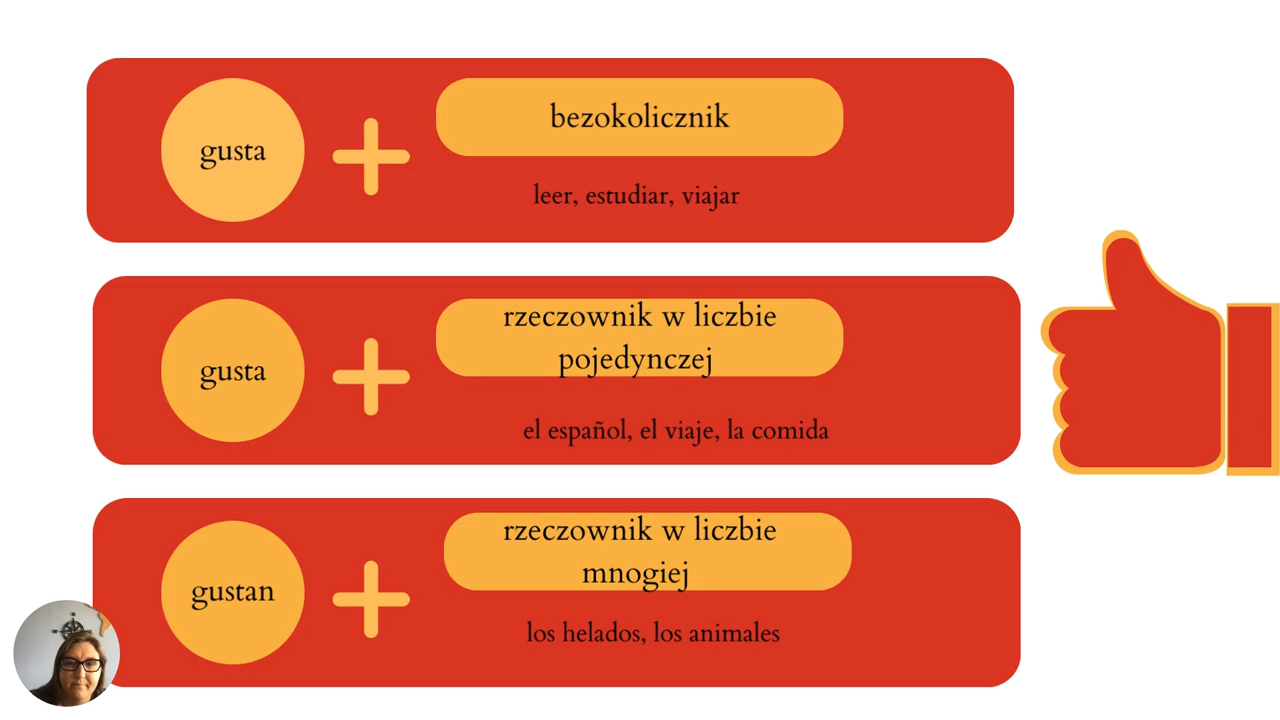 gusta
bezokolicznik
leer, estudiar, viajar
gusta
rzeczownik w liczbie
pojedynczej
el español, el viaje, la comida
gustan
rzeczownik w liczbie
mnogiej
los helados, los animales